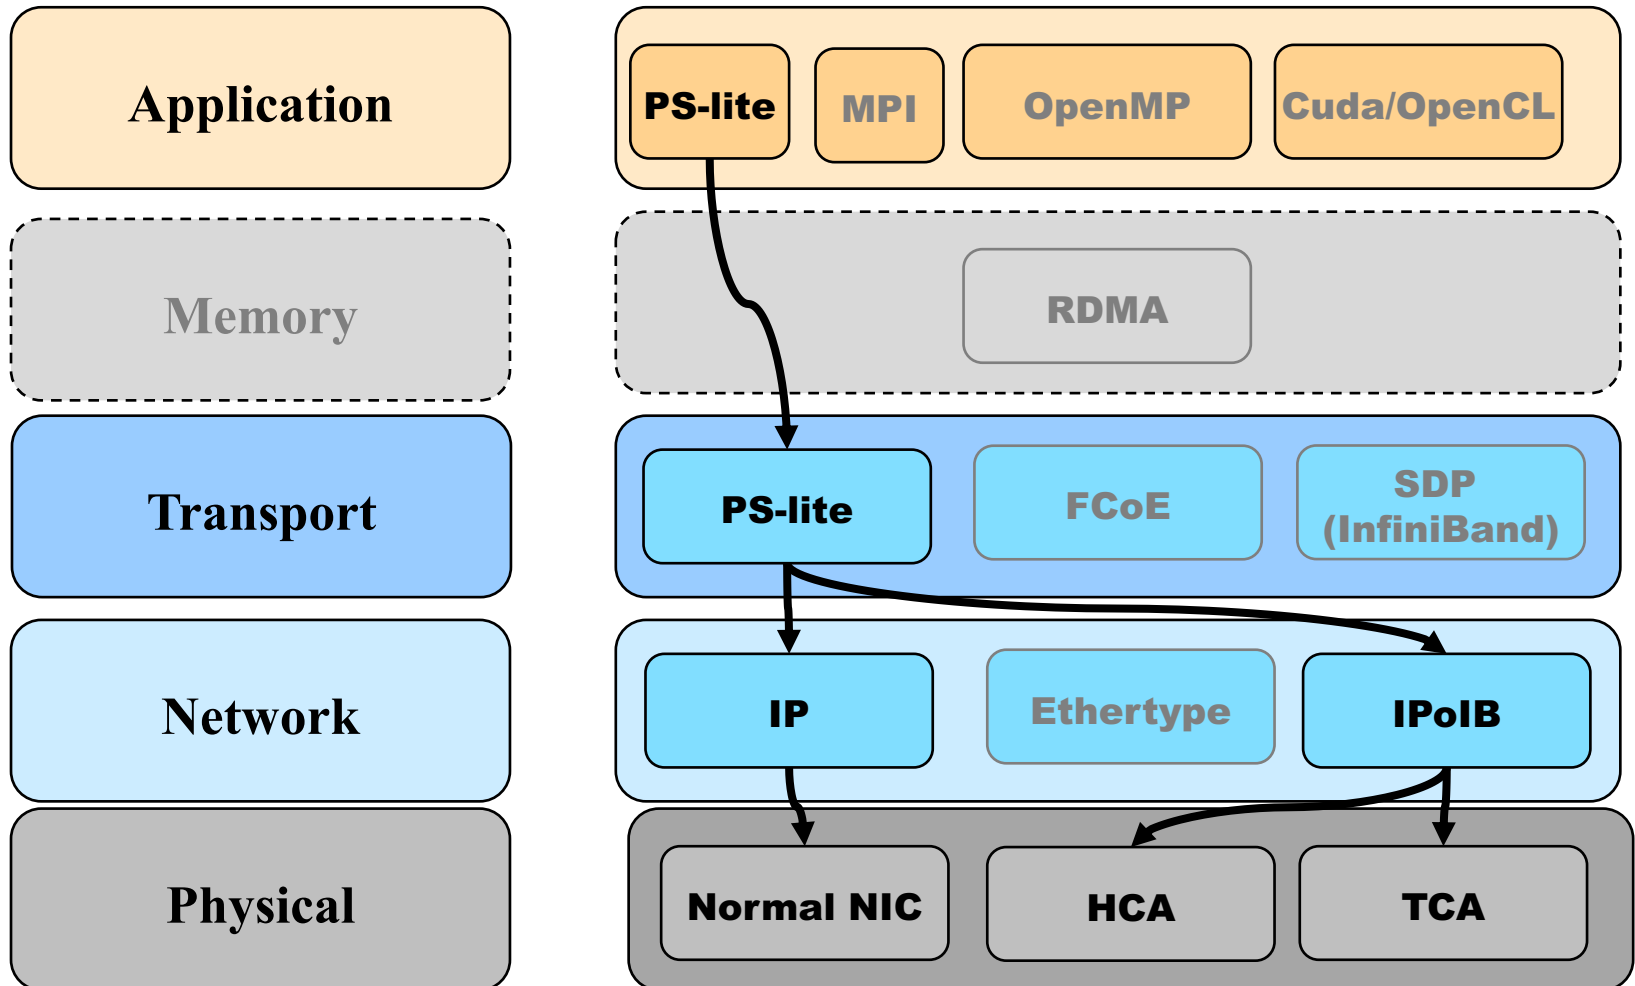 Application
PS-lite
MPI
OpenMP
Cuda/OpenCL
Memory
RDMA
Transport
PS-lite
FCoE
SDP
(InfiniBand)
Network
IP
Ethertype
IPoIB
Physical
Normal NIC
HCA
TCA